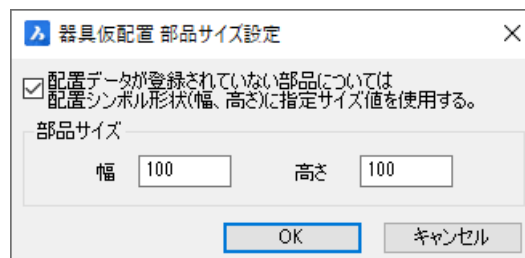 器具仮配置 部品サイズ設定
配置データが登録されていない部品については
配置シンボル形状(幅、高さ)に指定サイズ値を使用する。
部品サイズ
幅 100 高さ 100
OK キャンセル